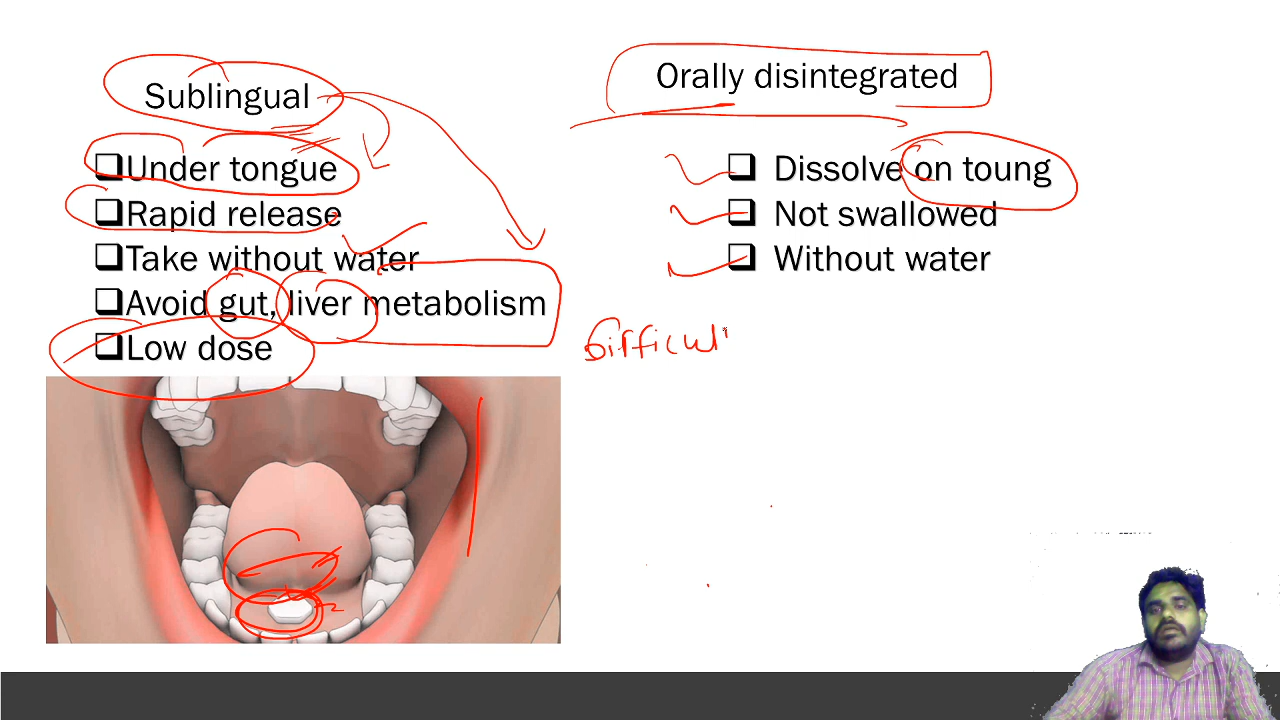 Sublingual
Under tongue
Rapid release
Take without water
Avoid gut, liver metabolism
Low dose
Orally disintegrated
Dissolve on toung
Not swallowed
Without water